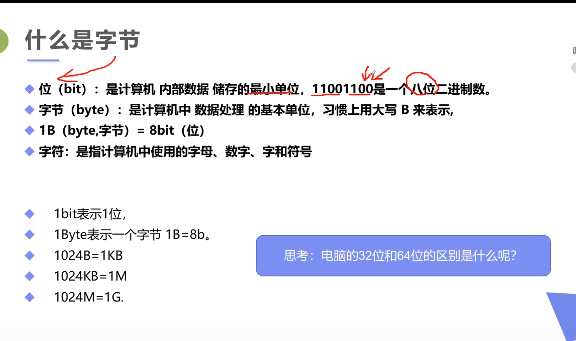 什么是字节
位（bit）：是计算机 内部数据 储存的最小单位，11001100是一个八位二进制数。
字节（byte）：是计算机中 数据处理 的基本单位，习惯上用大写 B 来表示，
1B（byte,字节）= 8bit（位）
字符：是指计算机中使用的字母、数字、字和符号
1bit表示1位，
1Byte表示一个字节 1B=8b。
1024B=1KB
1024KB=1M
1024M=1G.
思考：电脑的32位和64位的区别是什么呢？